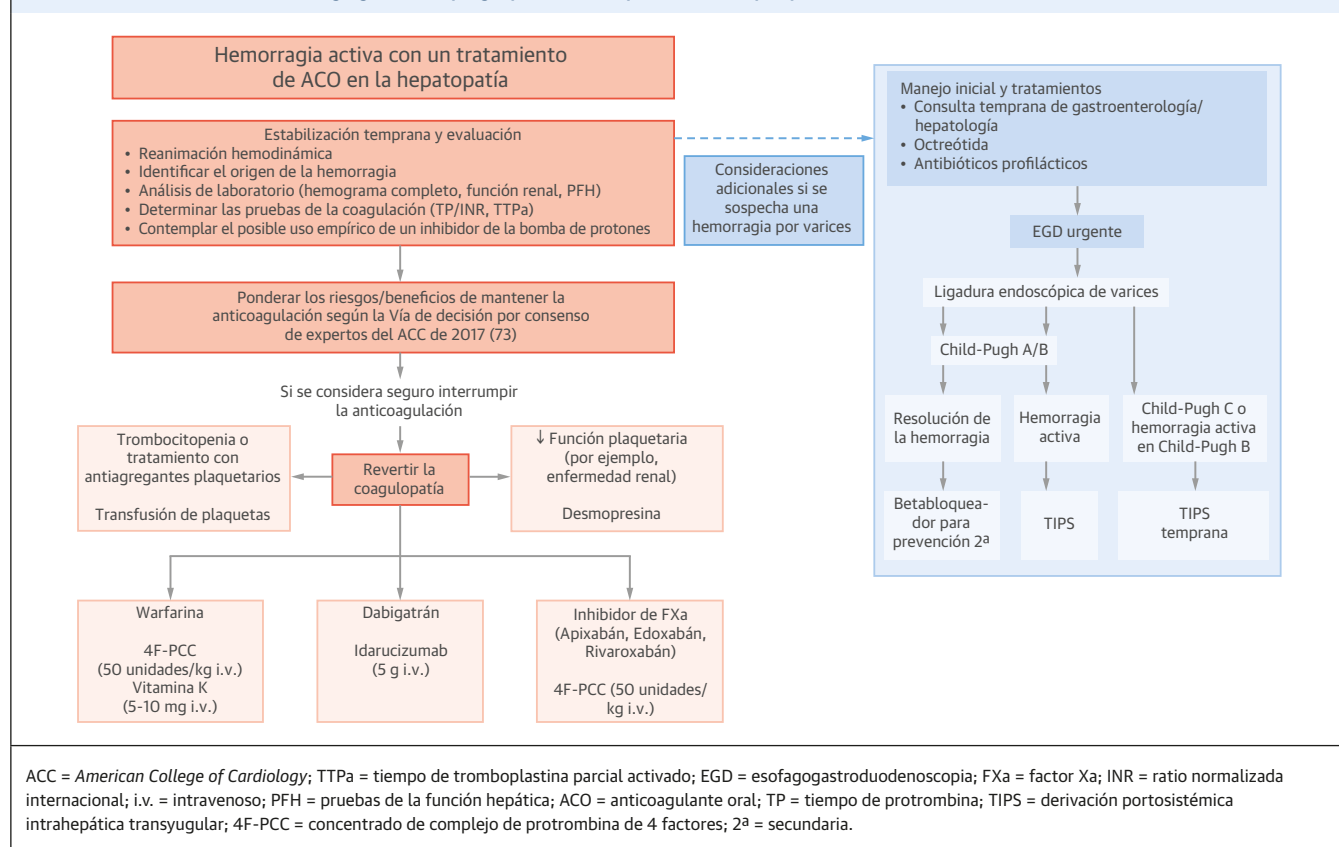 Hemorragia activa con un tratamiento
de ACO en la hepatopatía
Estabilización temprana y evaluación
• Reanimación hemodinámica
• Identificar el origen de la hemorragia
• Análisis de laboratorio (hemograma completo, función renal, PFH)
• Determinar las pruebas de la coagulación (TP/INR, TTPa)
• Contemplar el posible uso empírico de un inhibidor de la bomba de protones
Ponderar los riesgos/beneficios de mantener la
anticoagulación según la Vía de decisión por consenso
de expertos del ACC de 2017 (73)
Si se considera seguro interrumpir
la anticoagulación
Trombocitopenia o
tratamiento con
antiagregantes plaquetarios
Transfusión de plaquetas
Revertir la
coagulopatía
↓ Función plaquetaria
(por ejemplo,
enfermedad renal)
Desmopresina
Warfarina
4F-PCC
(50 unidades/kg i.v.)
Vitamina K
(5-10 mg i.v.)
Dabigatrán
Idarucizumab
(5 g i.v.)
Inhibidor de FXa
(Apixabán, Edoxabán,
Rivaroxabán)
4F-PCC (50 unidades/
kg i.v.)
Consideraciones
adicionales si se
sospecha una
hemorragia por varices
Manejo inicial y tratamientos
• Consulta temprana de gastroenterología/
hepatología
• Octreótida
• Antibióticos profilácticos
EGD urgente
Ligadura endoscópica de varices
Child-Pugh A/B
Resolución de
la hemorragia
Hemorragia
activa
Child-Pugh C o
hemorragia activa
en Child-Pugh B
Betabloquea-
dor para
prevención 2ª
TIPS
TIPS
temprana
ACC = American College of Cardiology; TTPa = tiempo de tromboplastina parcial activado; EGD = esofagogastroduodenoscopia; FXa = factor Xa; INR = ratio normalizada
internacional; i.v. = intravenoso; PFH = pruebas de la función hepática; ACO = anticoagulante oral; TP = tiempo de protrombina; TIPS = derivación portosistémica
intrahepática transyugular; 4F-PCC = concentrado de complejo de protrombina de 4 factores; 2ª = secundaria.